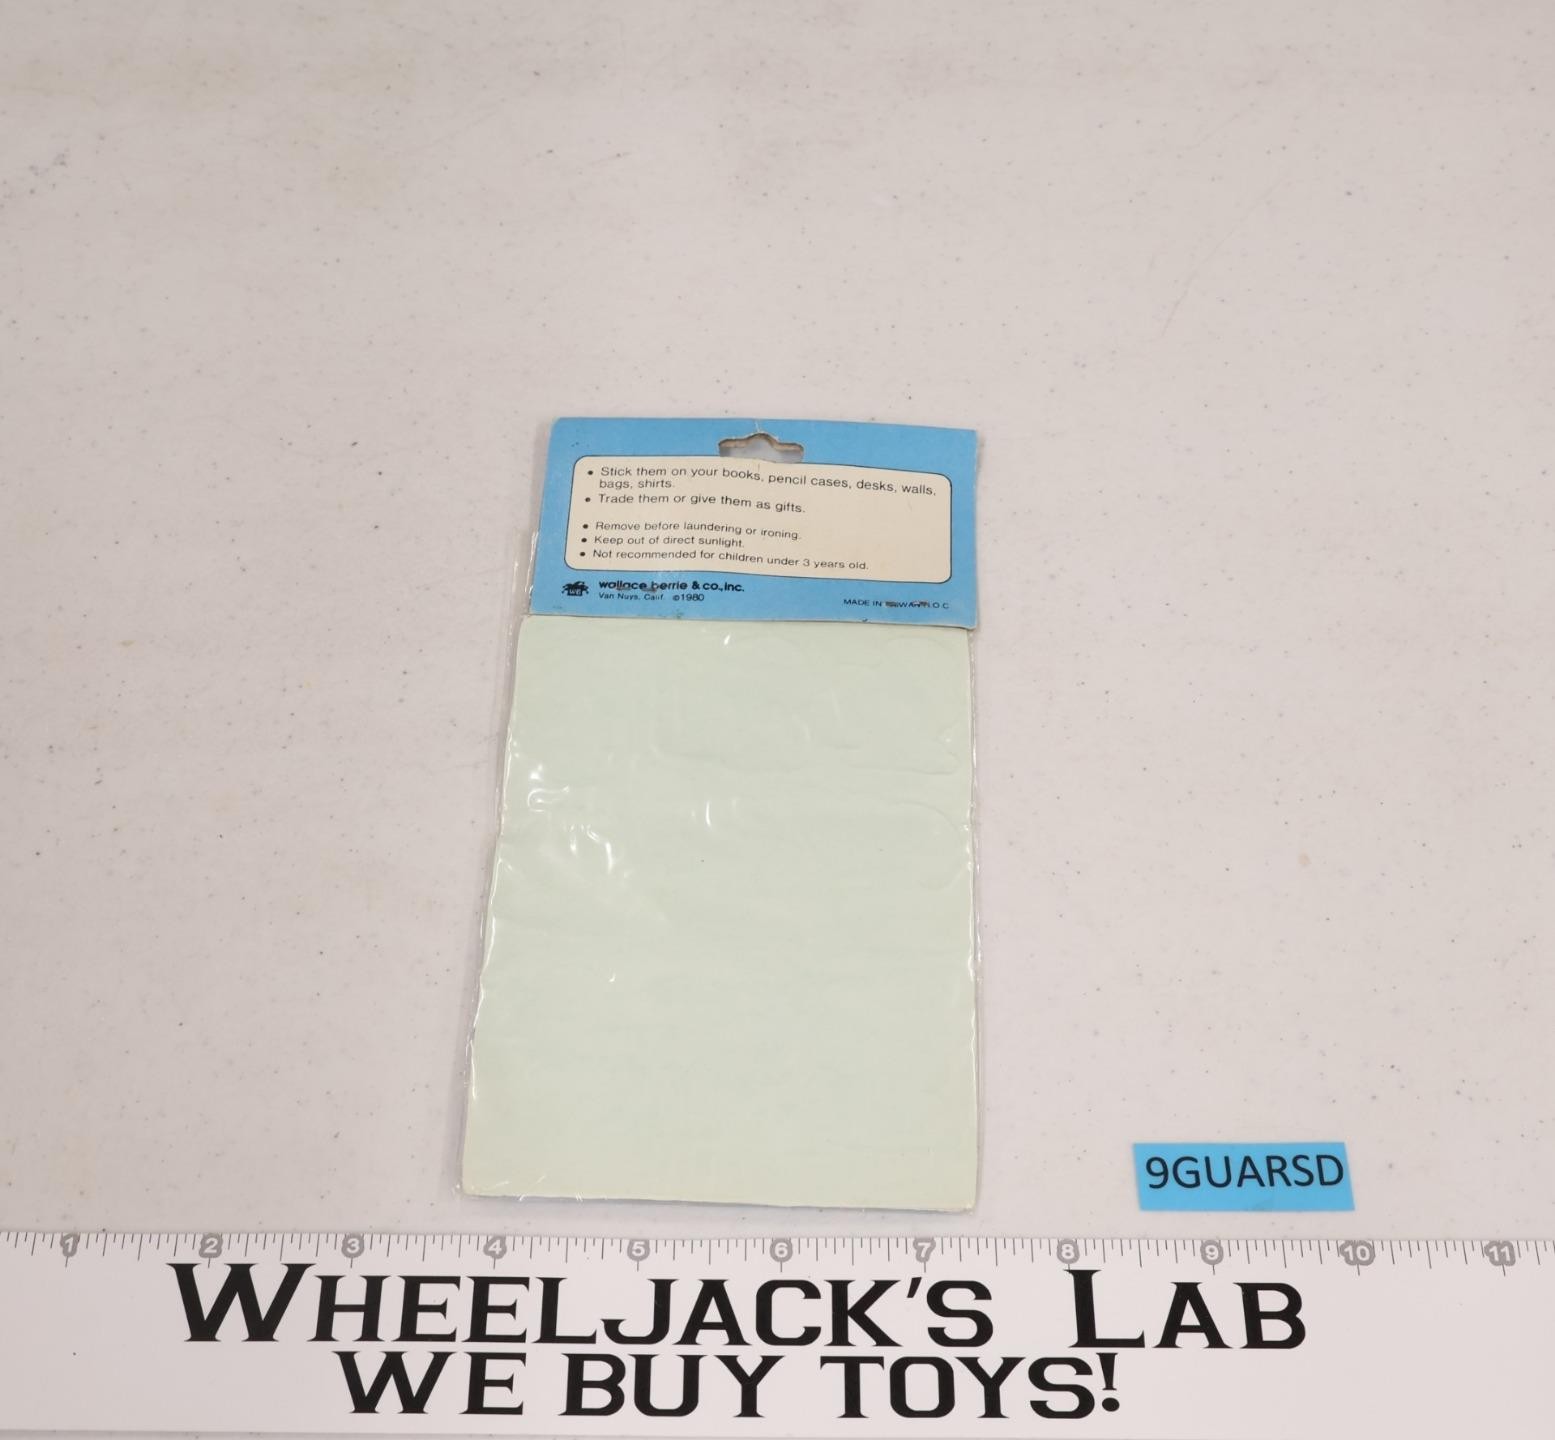 • Stick them on your books, pencil cases, desks, walls,
bags, shirts.
• Trade them or give them as gifts.
• Remove before laundering or ironing.
• Keep out of direct sunlight.
• Not recommended for children under 3 years old.
wallace berrie & co., inc.
Van Nuys, Calif. ©1980
MADE IN
9GUARSD
1 2 3 4 5 6 7 8 9 10 11
WHEELJACK'S LAB
WE BUY TOYS!